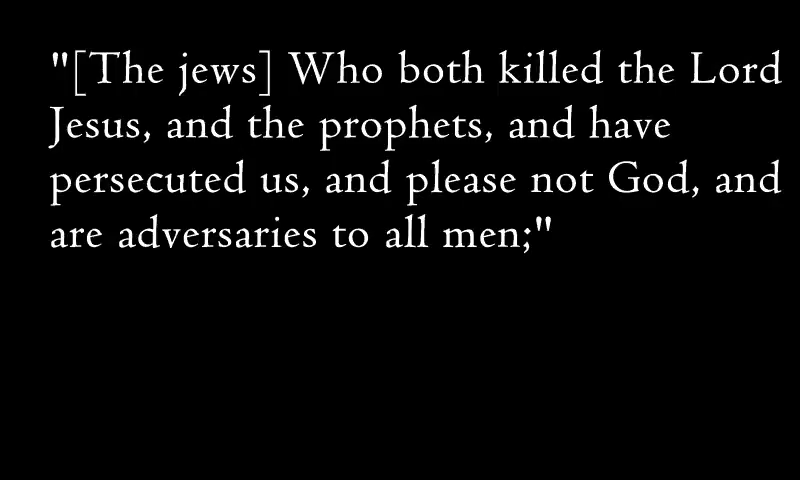 "[The jews] Who both killed the Lord
Jesus, and the prophets, and have
persecuted us, and please not God, and
are adversaries to all men;"